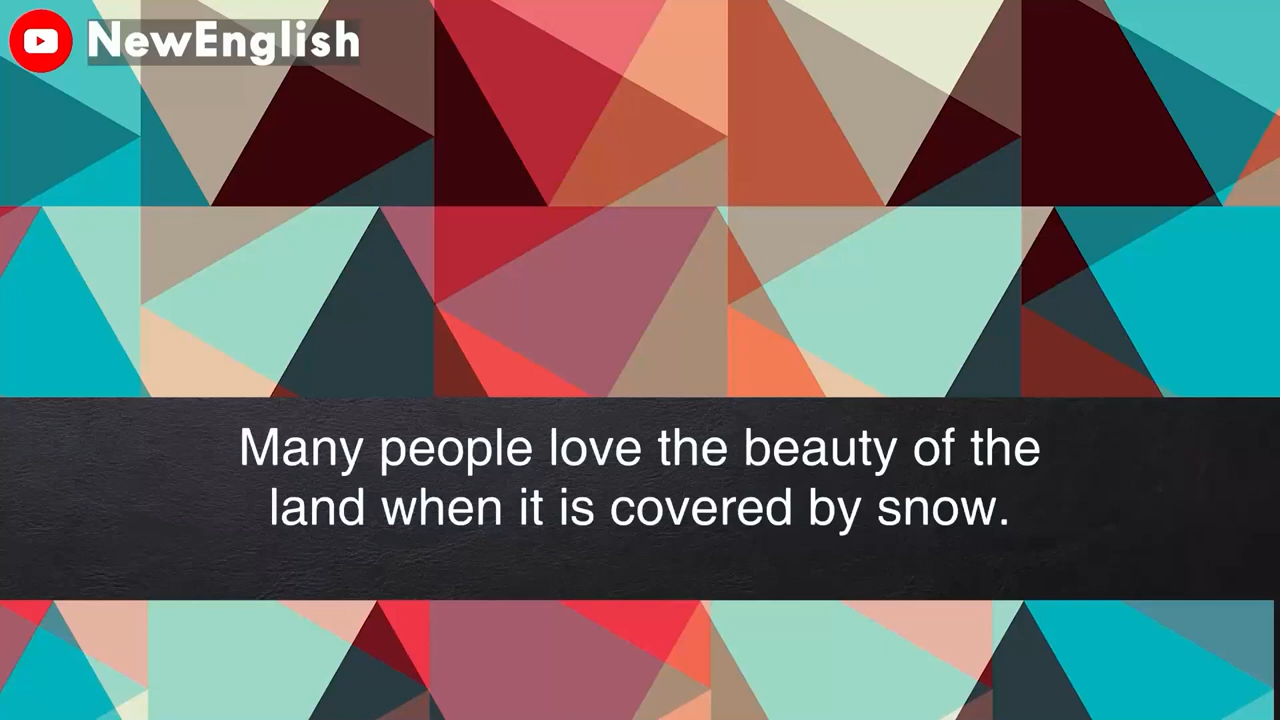 NewEnglish
Many people love the beauty of the
land when it is covered by snow.